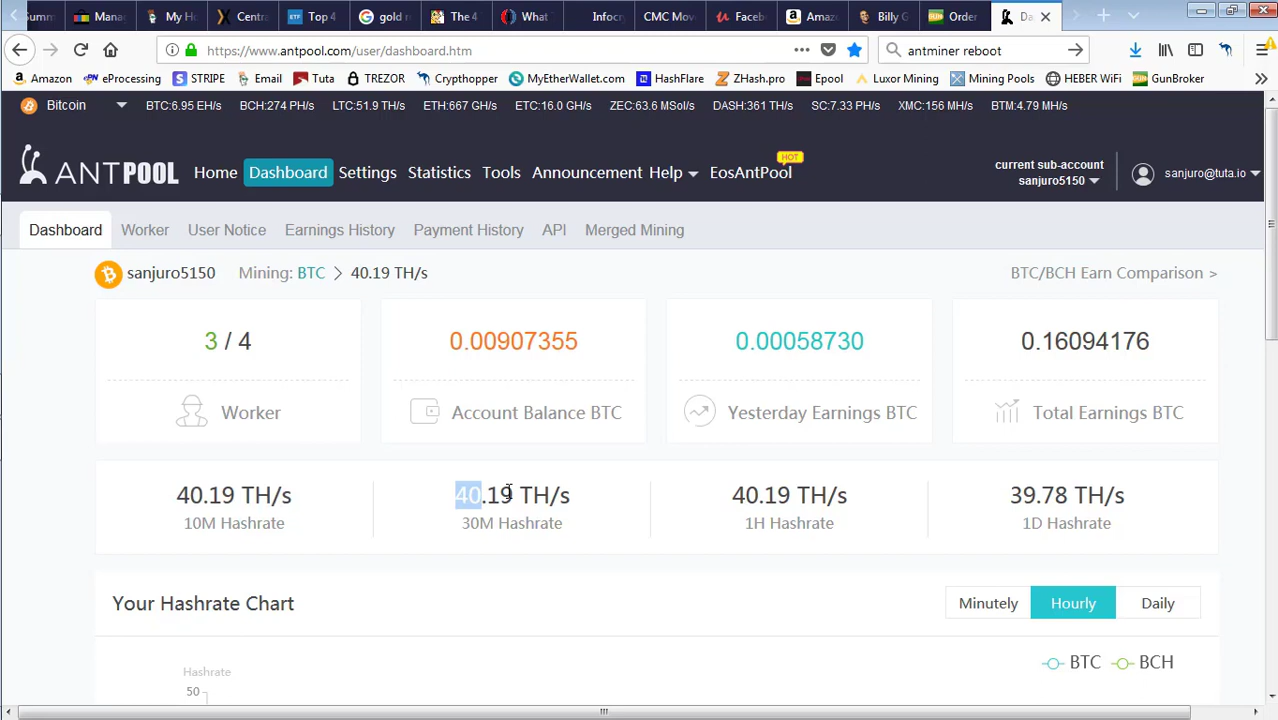 Summ
Manag
My Ho
Centra
Top 4
gold r
The 4
What
Infocry
CMC Mov
Faceb
Amaz
Billy G
Order
Da
https://www.antpool.com/user/dashboard.htm
antminer reboot
Amazon
eProcessing
STRIPE
Email
Tuta
TREZOR
Crypthopper
MyEtherWallet.com
HashFlare
ZHash.pro
Epool
Luxor Mining
Mining Pools
HEBER WiFi
GunBroker
Bitcoin
BTC:6.95 EH/s
BCH:274 PH/s
LTC:51.9 TH/s
ETH:667 GH/s
ETC:16.0 GH/s
ZEC:63.6 MSol/s
DASH:361 TH/s
SC:7.33 PH/s
XMC:156 MH/s
BTM:4.79 MH/s
ANTPOOL
Home
Dashboard
Settings
Statistics
Tools
Announcement
Help
EosAntPool
HOT
current sub-account
sanjuro5150
sanjuro@tuta.io
Dashboard
Worker
User Notice
Earnings History
Payment History
API
Merged Mining
sanjuro5150
Mining: BTC > 40.19 TH/s
BTC/BCH Earn Comparison >
3 / 4
Worker
0.00907355
Account Balance BTC
0.00058730
Yesterday Earnings BTC
0.16094176
Total Earnings BTC
40.19 TH/s
10M Hashrate
40.19 TH/s
30M Hashrate
40.19 TH/s
1H Hashrate
39.78 TH/s
1D Hashrate
Your Hashrate Chart
Minutely
Hourly
Daily
BTC
BCH
Hashrate
50